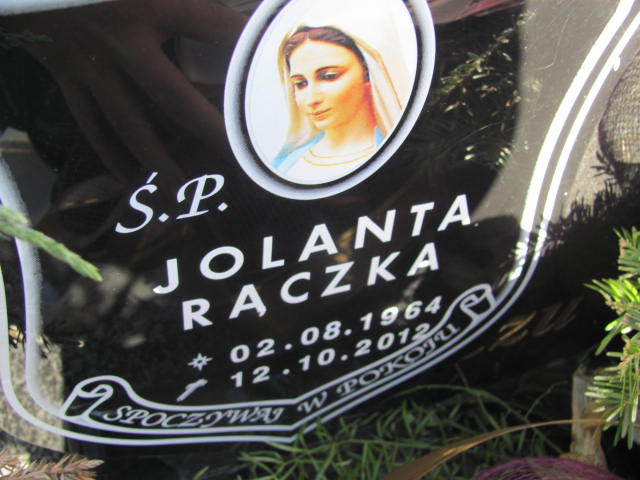 Ś.P.
JOLANTA
RĄCZKA
02.08.1964
12.10.2012
SPOCZYWAJ W POKOJU